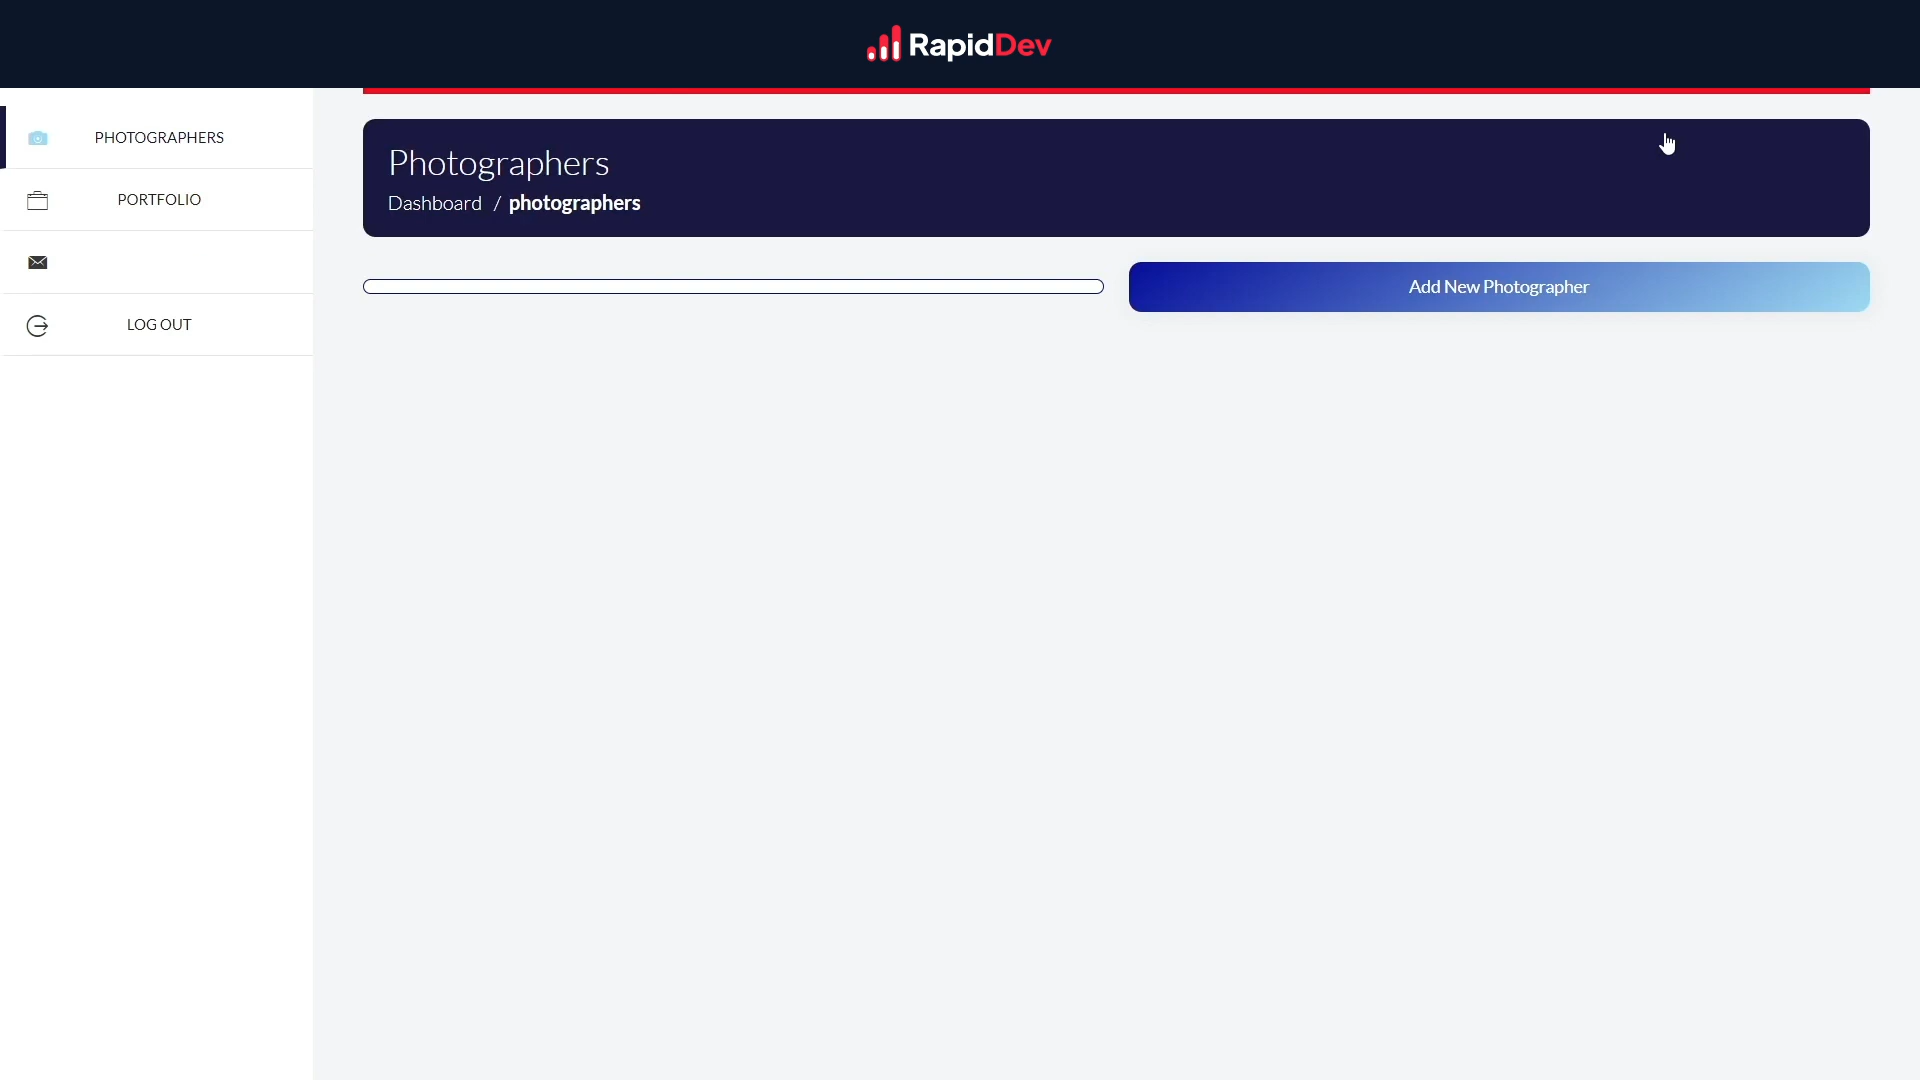 RapidDev
PHOTOGRAPHERS
PORTFOLIO
LOG OUT
Photographers
Dashboard / photographers
Add New Photographer